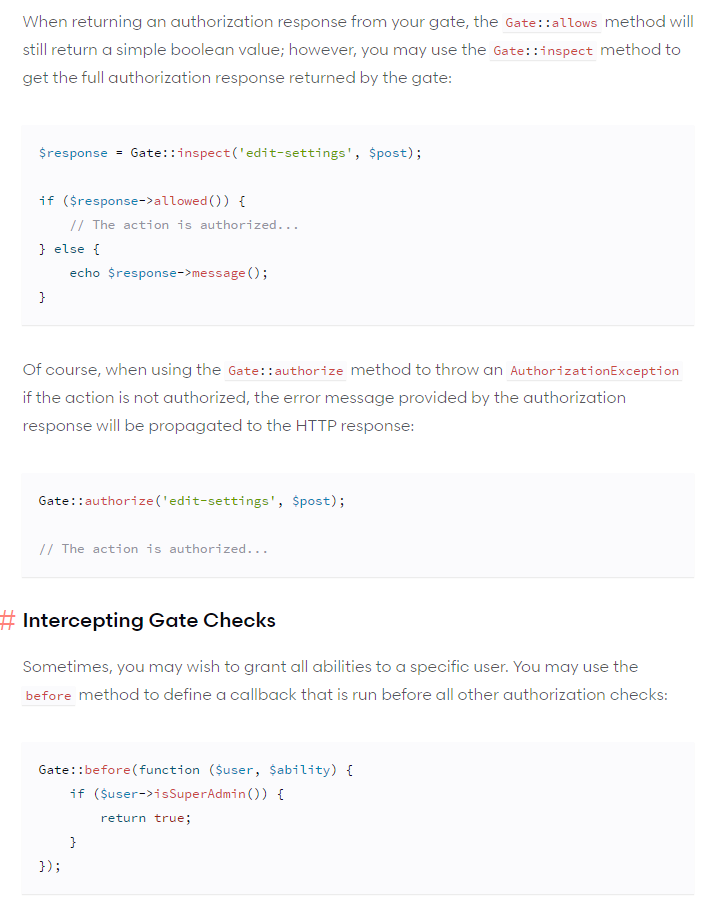 When returning an authorization response from your gate, the Gate::allows method will
still return a simple boolean value; however, you may use the Gate::inspect method to
get the full authorization response returned by the gate:
$response = Gate::inspect('edit-settings', $post);
if ($response->allowed()) {
    // The action is authorized...
} else {
    echo $response->message();
}
Of course, when using the Gate::authorize method to throw an AuthorizationException
if the action is not authorized, the error message provided by the authorization
response will be propagated to the HTTP response:
Gate::authorize('edit-settings', $post);
// The action is authorized...
# Intercepting Gate Checks
Sometimes, you may wish to grant all abilities to a specific user. You may use the
before method to define a callback that is run before all other authorization checks:
Gate::before(function ($user, $ability) {
    if ($user->isSuperAdmin()) {
        return true;
    }
});